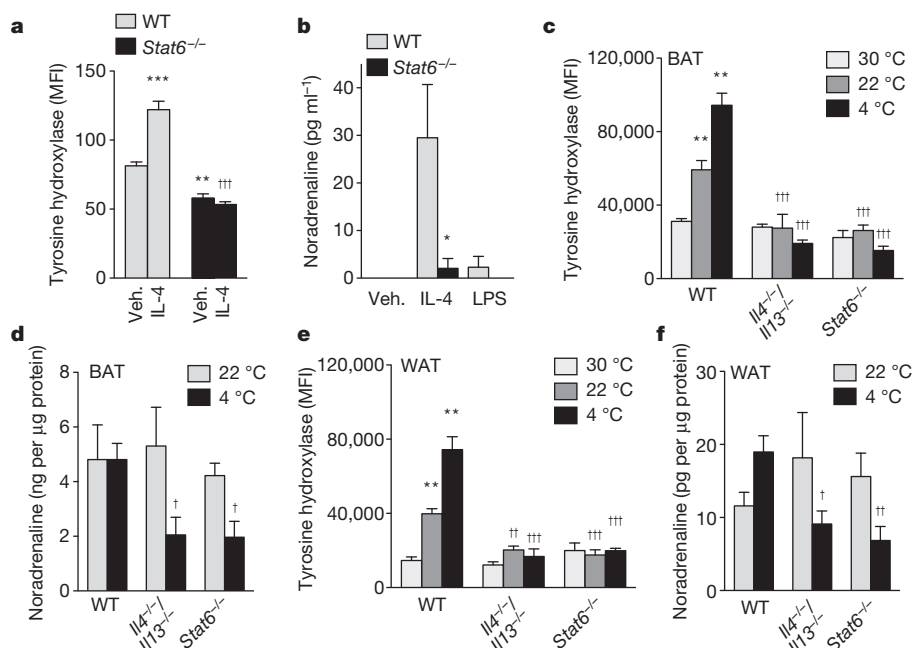 a
WT
Stat6−/−
Tyrosine hydroxylase (MFI)
150
100
50
0
***
**
†††
Veh.
IL-4
Veh.
IL-4
b
WT
Stat6−/−
Noradrenaline (pg ml−1)
40
30
20
10
0
*
Veh. IL-4 LPS
c
BAT
30 °C
22 °C
4 °C
Tyrosine hydroxylase (MFI)
120,000
80,000
40,000
0
**
**
†††
†††
†††
†††
WT
Il4−/−/
Il13−/−
Stat6−/−
d
BAT
22 °C
4 °C
Noradrenaline (ng per μg protein)
8
6
4
2
0
†
†
WT
Il4−/−/
Il13−/−
Stat6−/−
e
WAT
30 °C
22 °C
4 °C
Tyrosine hydroxylase (MFI)
120,000
80,000
40,000
0
**
**
††
†††
†††
†††
WT
Il4−/−/
Il13−/−
Stat6−/−
f
WAT
22 °C
4 °C
Noradrenaline (pg per μg protein)
30
20
10
0
†
††
WT
Il4−/−/
Il13−/−
Stat6−/−